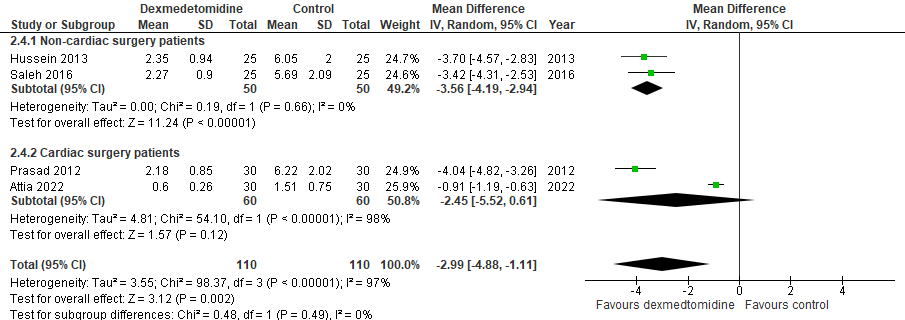 Dexmedetomidine Control Mean Difference Mean Difference
Study or Subgroup Mean SD Total Mean SD Total Weight IV, Random, 95% CI Year IV, Random, 95% CI
2.4.1 Non-cardiac surgery patients
Hussein 2013 2.35 0.94 25 6.05 2 25 24.7% -3.70 [-4.57, -2.83] 2013
Saleh 2016 2.27 0.9 25 5.69 2.09 25 24.6% -3.42 [-4.31, -2.53] 2016
Subtotal (95% CI) 50 50 49.2% -3.56 [-4.19, -2.94]
Heterogeneity: Tau² = 0.00; Chi² = 0.19, df = 1 (P = 0.66); I² = 0%
Test for overall effect: Z = 11.24 (P < 0.00001)
2.4.2 Cardiac surgery patients
Prasad 2012 2.18 0.85 30 6.22 2.02 30 24.9% -4.04 [-4.82, -3.26] 2012
Attia 2022 0.6 0.26 30 1.51 0.75 30 25.9% -0.91 [-1.19, -0.63] 2022
Subtotal (95% CI) 60 60 50.8% -2.45 [-5.52, 0.61]
Heterogeneity: Tau² = 4.81; Chi² = 54.10, df = 1 (P < 0.00001); I² = 98%
Test for overall effect: Z = 1.57 (P = 0.12)
Total (95% CI) 110 110 100.0% -2.99 [-4.88, -1.11]
Heterogeneity: Tau² = 3.55; Chi² = 98.37, df = 3 (P < 0.00001); I² = 97%
-4 -2 0 2 4
Test for overall effect: Z = 3.12 (P = 0.002)
Favours dexmedtomidine Favours control
Test for subgroup differences: Chi² = 0.48, df = 1 (P = 0.49), I² = 0%